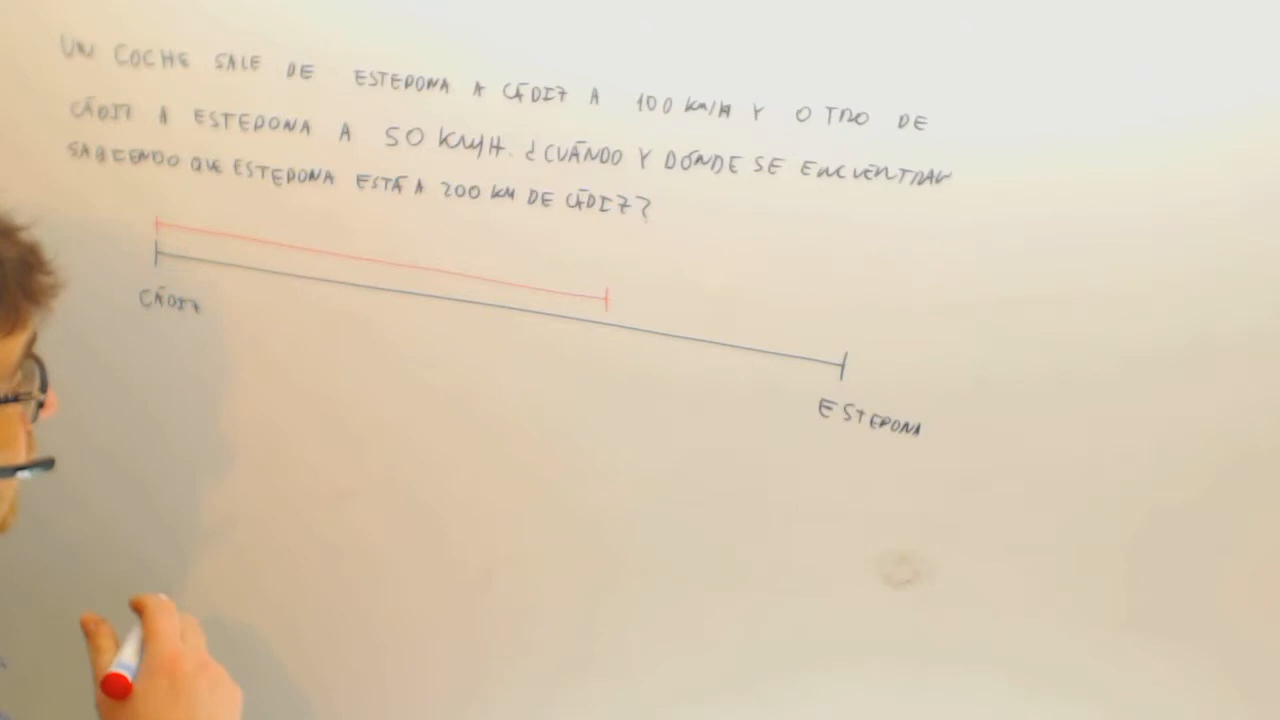 UN COCHE SALE DE ESTEPONA A CÁDIZ A 100 KM/H Y OTRO DE
CÁDIZ A ESTEPONA A 50 KM/H. ¿CUÁNDO Y DÓNDE SE ENCUENTRAN
SABIENDO QUE ESTEPONA ESTÁ A 200 KM DE CÁDIZ?
CÁDIZ
ESTEPONA